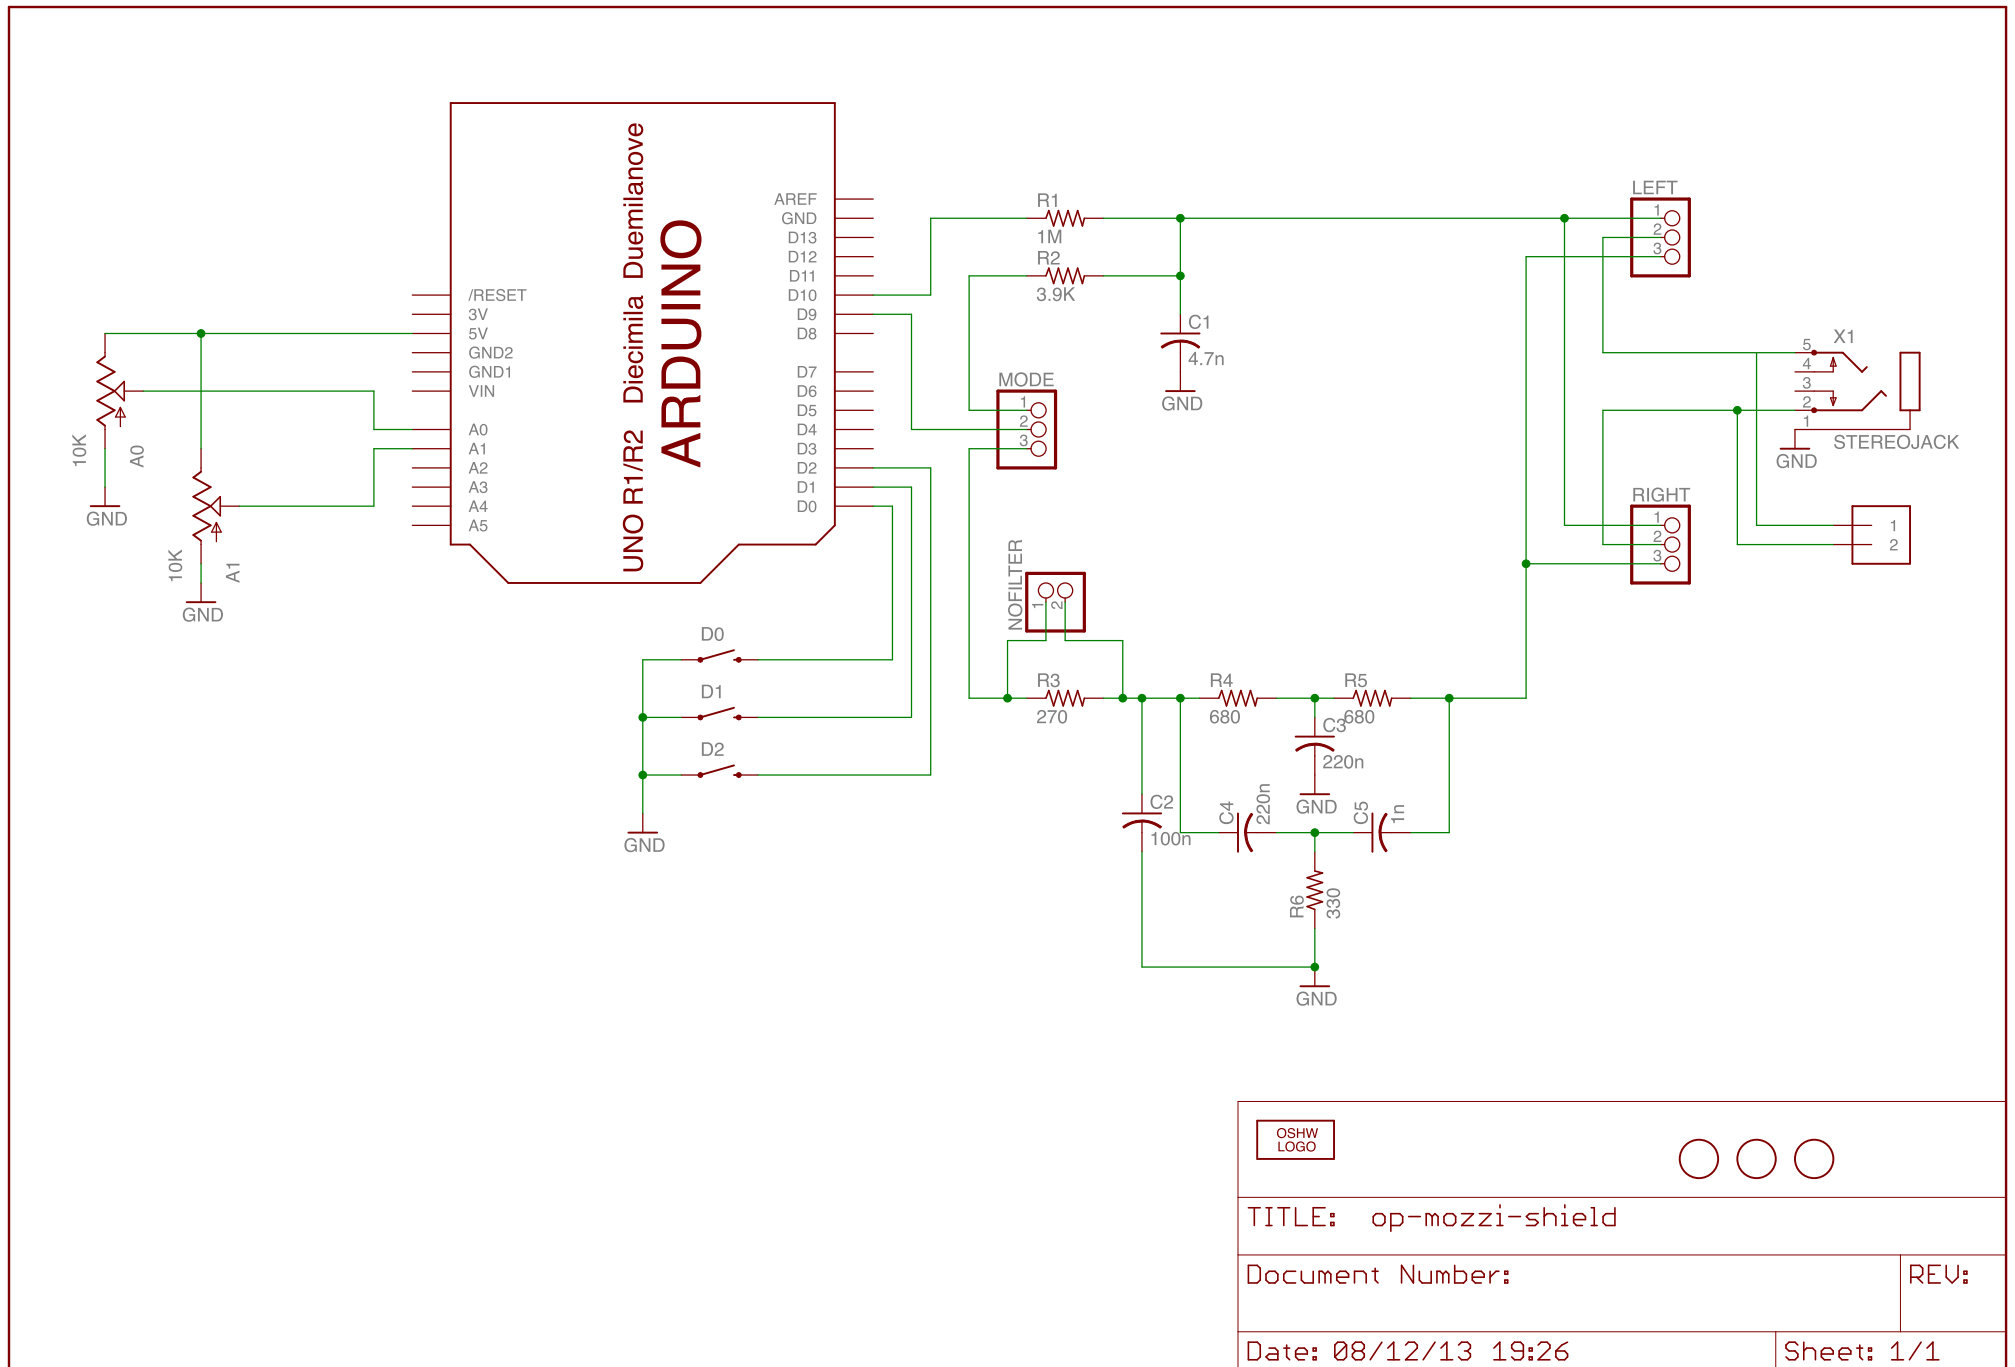 UNO R1/R2 Diecimila Duemilanove
ARDUINO
/RESET
3V
5V
GND2
GND1
VIN
A0
A1
A2
A3
A4
A5
AREF
GND
D13
D12
D11
D10
D9
D8
D7
D6
D5
D4
D3
D2
D1
D0
10K
A0
GND
10K
A1
GND
D0
D1
D2
GND
R1
1M
R2
3.9K
C1
4.7n
GND
MODE
1
2
3
NOFILTER
1
2
R3
270
R4
680
R5
680
C3
220n
GND
C2
100n
C4
220n
C5
1n
R6
330
GND
LEFT
1
2
3
X1
5
4
3
2
1
STEREOJACK
GND
RIGHT
1
2
3
1
2
OSHW
LOGO
TITLE: op-mozzi-shield
Document Number:
REV:
Date: 08/12/13 19:26
Sheet: 1/1